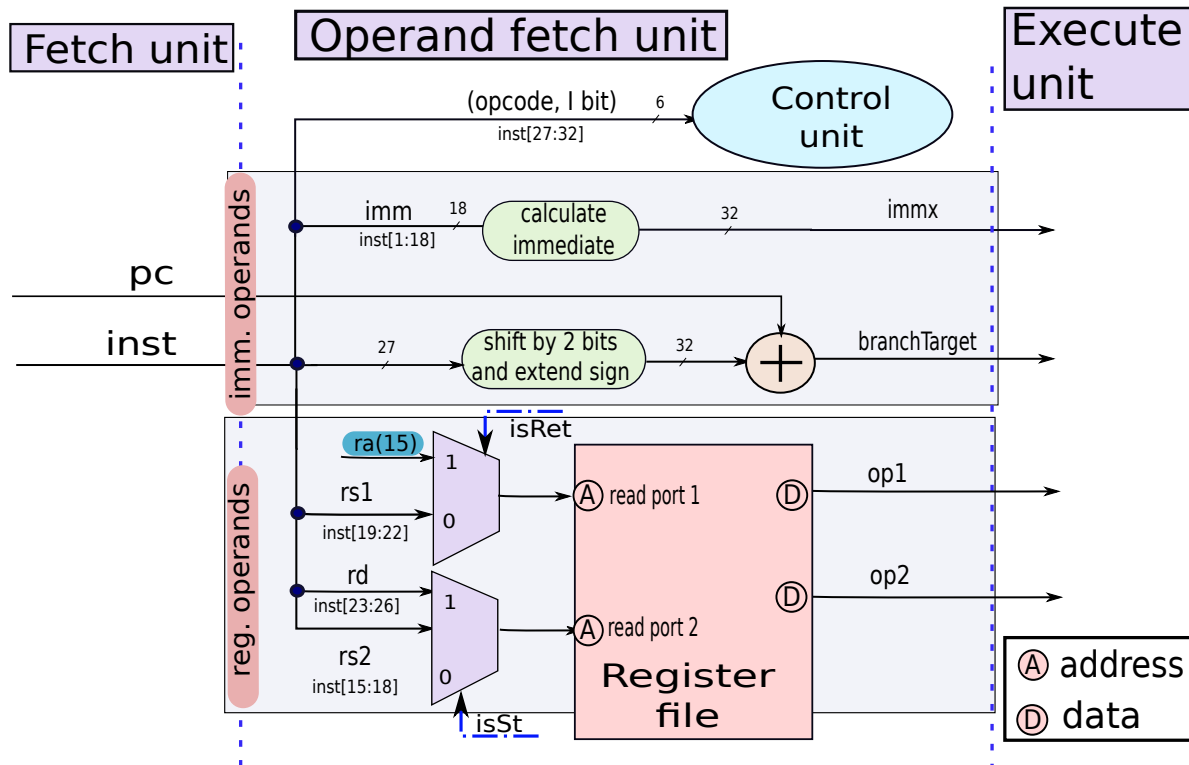 Fetch unit
Operand fetch unit
Execute
unit
(opcode, I bit)
6
inst[27:32]
Control
unit
imm. operands
imm
18
inst[1:18]
calculate
immediate
32
immx
pc
inst
27
shift by 2 bits
and extend sign
32
+
branchTarget
reg. operands
isRet
ra(15)
1
rs1
0
inst[19:22]
A read port 1
D
op1
rd
inst[23:26]
1
rs2
inst[15:18]
0
isSt
A read port 2
D
op2
Register
file
A address
D data